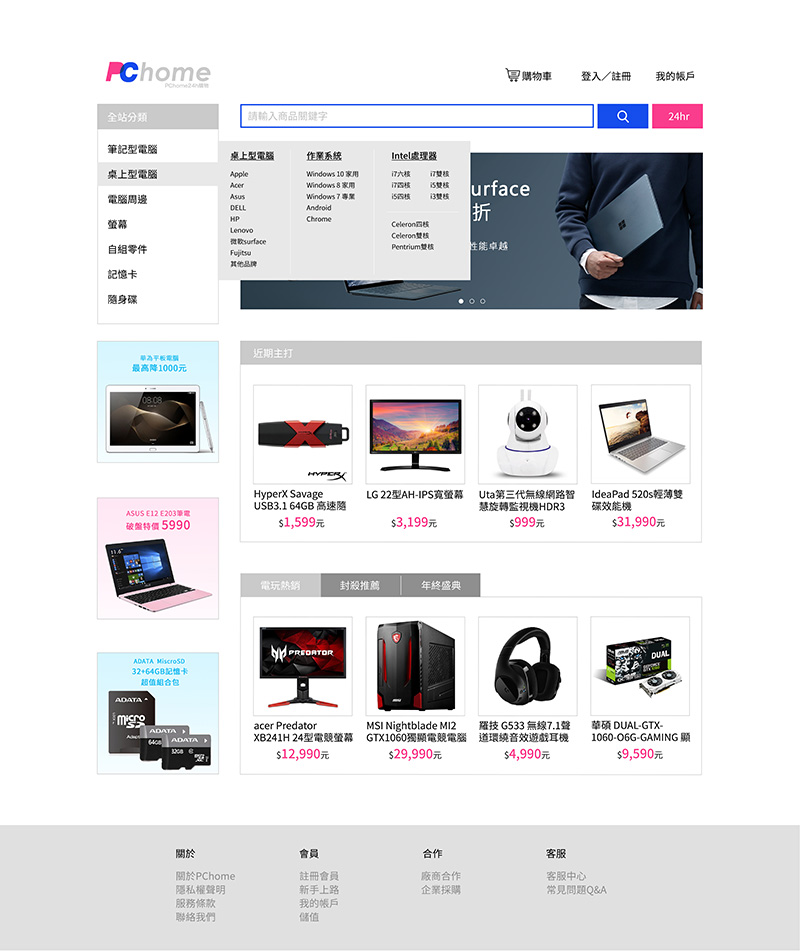 PChome
PChome24h購物
購物車
登入／註冊
我的帳戶
全站分類
請輸入商品關鍵字
24hr
筆記型電腦
桌上型電腦
電腦周邊
螢幕
自組零件
記憶卡
隨身碟
桌上型電腦
Apple
Acer
Asus
DELL
HP
Lenovo
微軟surface
Fujitsu
其他品牌
作業系統
Windows 10 家用
Windows 8 家用
Windows 7 專業
Android
Chrome
Intel處理器
i7六核 i7雙核
i7四核 i5雙核
i5四核 i3雙核
Celeron四核
Celeron雙核
Pentrium雙核
urface
折
性能卓越
華為平板電腦
最高降1000元
08:08
ASUS E12 E203筆電
破盤特價 5990
11.6"
ADATA MiscroSD
32+64GB記憶卡
超值組合包
ADATA
micro
ADATA
64GB
ADATA
32GB
近期主打
HYPERX
HyperX Savage
USB3.1 64GB 高速隨
$1,599元
LG 22型AH-IPS寬螢幕
$3,199元
Uta第三代無線網路智
慧旋轉監視機HDR3
$999元
IdeaPad 520s輕薄雙
碟效能機
$31,990元
電玩熱銷
封殺推薦
年終盛典
PREDATOR
acer Predator
XB241H 24型電競螢幕
$12,990元
MSI Nightblade MI2
GTX1060獨顯電競電腦
$29,990元
羅技 G533 無線7.1聲
道環繞音效遊戲耳機
$4,990元
DUAL
華碩 DUAL-GTX-
1060-O6G-GAMING 顯
$9,590元
關於
關於PChome
隱私權聲明
服務條款
聯絡我們
會員
註冊會員
新手上路
我的帳戶
儲值
合作
廠商合作
企業採購
客服
客服中心
常見問題Q&A